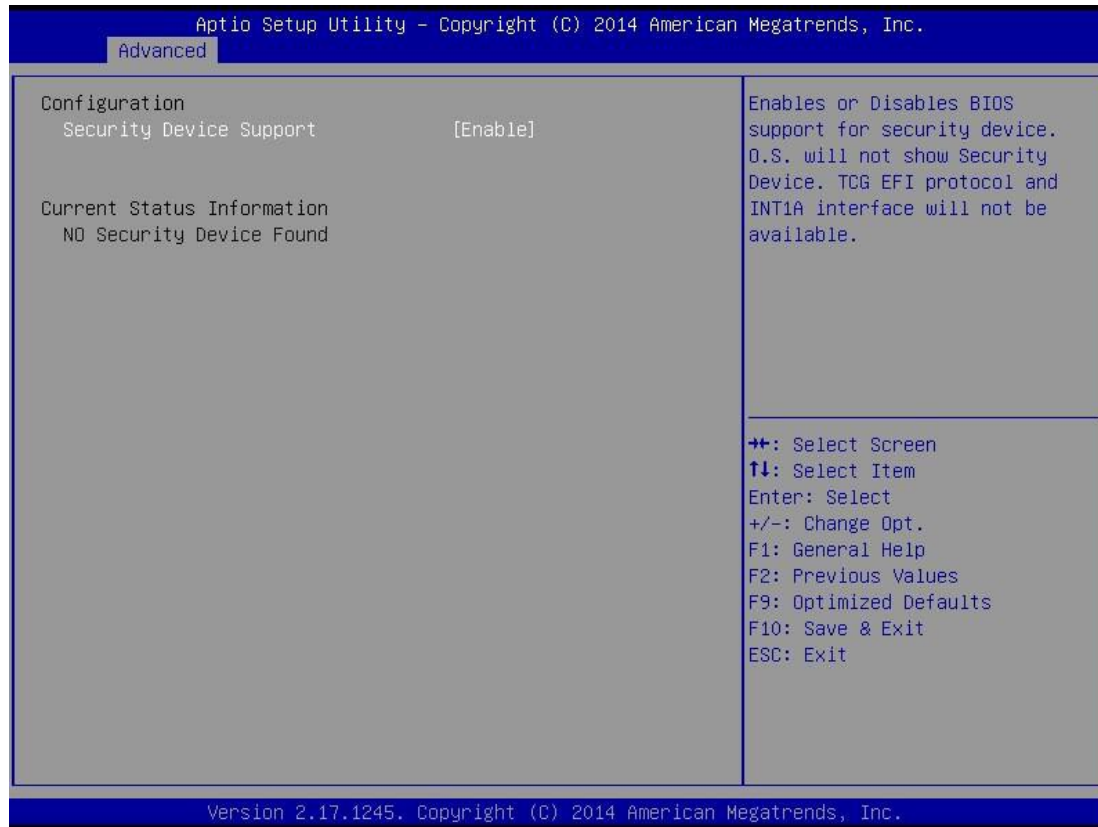 Aptio Setup Utility – Copyright (C) 2014 American Megatrends, Inc.
Advanced
Configuration
Security Device Support [Enable]
Current Status Information
NO Security Device Found
Enables or Disables BIOS
support for security device.
O.S. will not show Security
Device. TCG EFI protocol and
INT1A interface will not be
available.
→←: Select Screen
↑↓: Select Item
Enter: Select
+/-: Change Opt.
F1: General Help
F2: Previous Values
F9: Optimized Defaults
F10: Save & Exit
ESC: Exit
Version 2.17.1245. Copyright (C) 2014 American Megatrends, Inc.